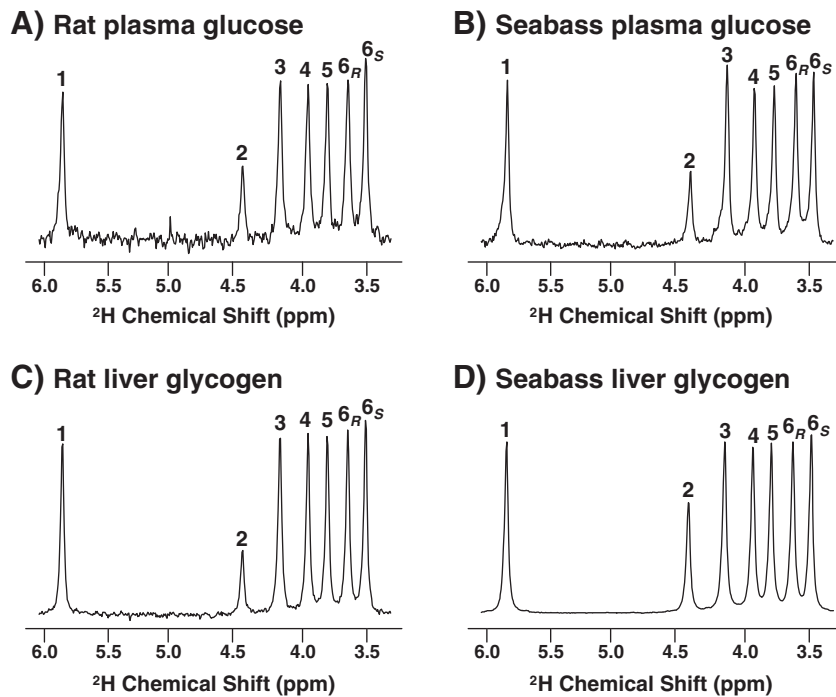 A) Rat plasma glucose
1 2 3 4 5 6R 6S
6.0 5.5 5.0 4.5 4.0 3.5
²H Chemical Shift (ppm)
B) Seabass plasma glucose
1 2 3 4 5 6R 6S
6.0 5.5 5.0 4.5 4.0 3.5
²H Chemical Shift (ppm)
C) Rat liver glycogen
1 2 3 4 5 6R 6S
6.0 5.5 5.0 4.5 4.0 3.5
²H Chemical Shift (ppm)
D) Seabass liver glycogen
1 2 3 4 5 6R 6S
6.0 5.5 5.0 4.5 4.0 3.5
²H Chemical Shift (ppm)